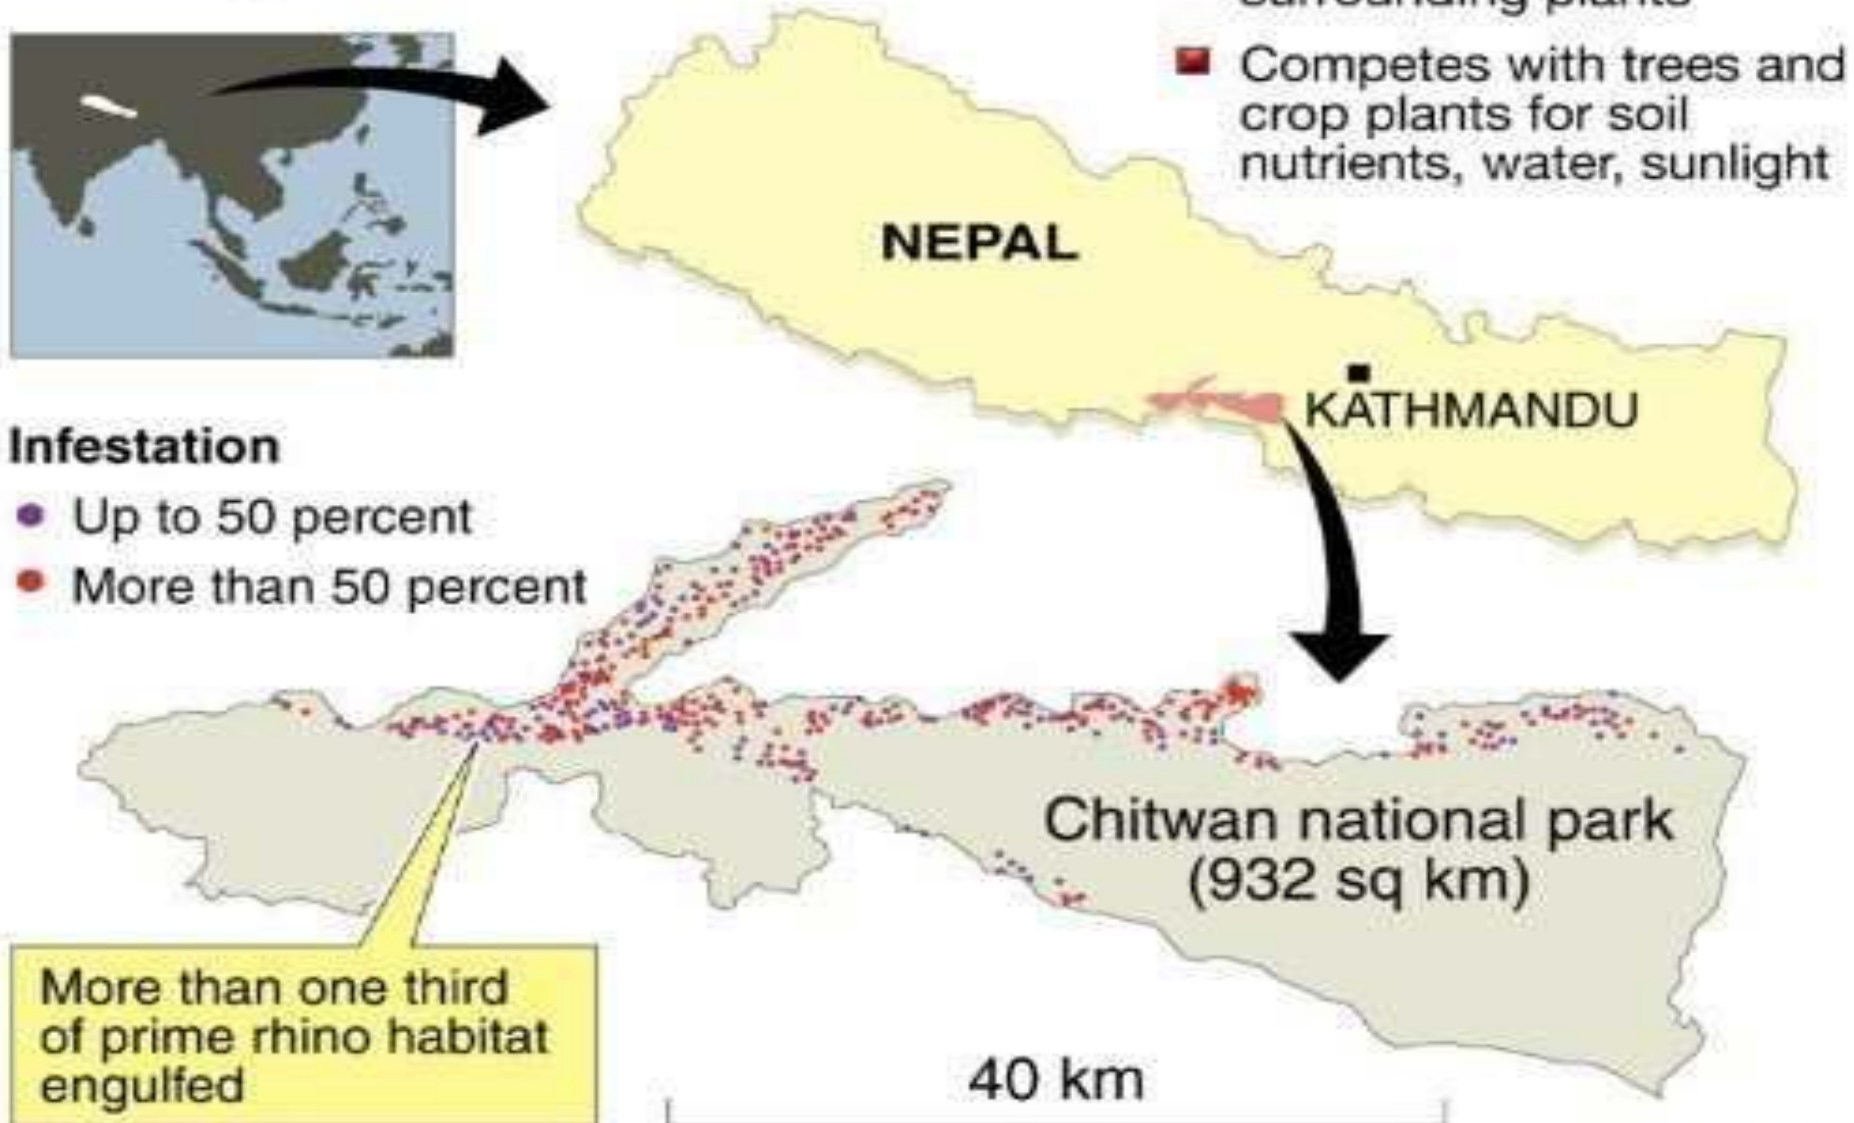 surrounding plants
Competes with trees and
crop plants for soil
nutrients, water, sunlight
NEPAL
KATHMANDU
Infestation
Up to 50 percent
More than 50 percent
Chitwan national park
(932 sq km)
More than one third
of prime rhino habitat
engulfed
40 km